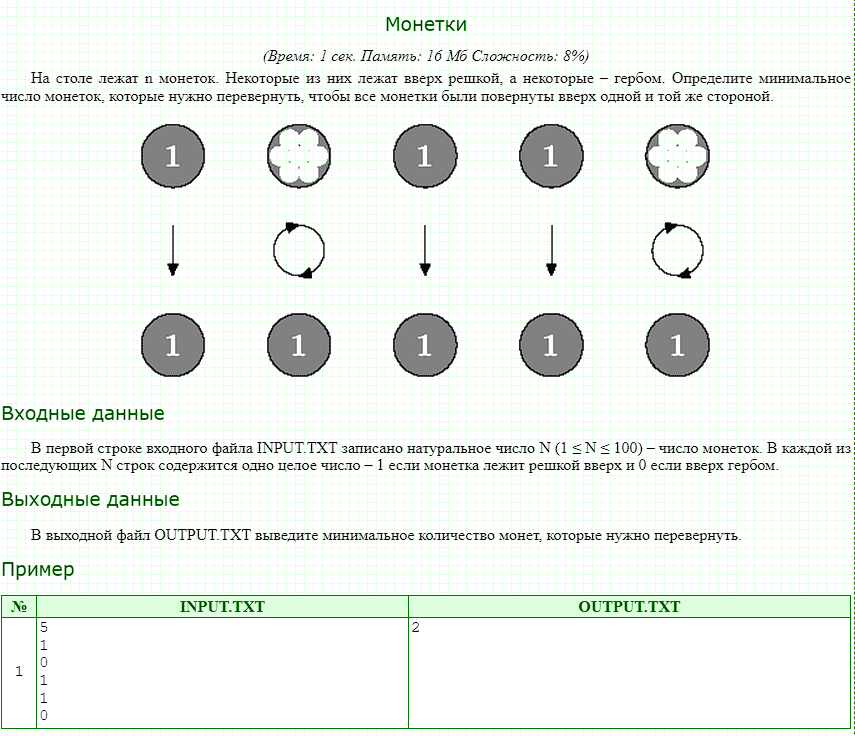 Монетки
(Время: 1 сек. Память: 16 Мб Сложность: 8%)
На столе лежат n монеток. Некоторые из них лежат вверх решкой, а некоторые – гербом. Определите минимальное
число монеток, которые нужно перевернуть, чтобы все монетки были повернуты вверх одной и той же стороной.
1 1 1
1 1 1 1 1
Входные данные
В первой строке входного файла INPUT.TXT записано натуральное число N (1 ≤ N ≤ 100) – число монеток. В каждой из
последующих N строк содержится одно целое число – 1 если монетка лежит решкой вверх и 0 если вверх гербом.
Выходные данные
В выходной файл OUTPUT.TXT выведите минимальное количество монет, которые нужно перевернуть.
Пример
№ INPUT.TXT OUTPUT.TXT
1
5
1
0
1
1
0
2